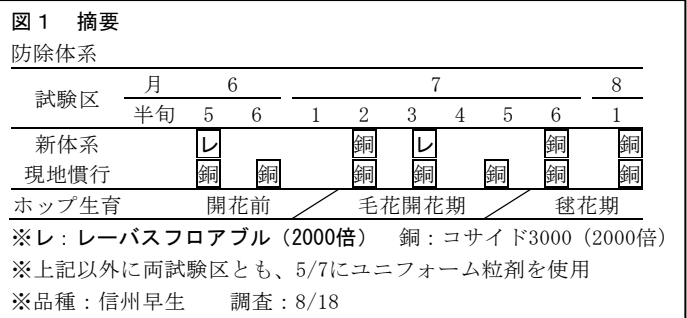 図1 摘要
防除体系
試験区 月 6 7 8
半旬 5 6 1 2 3 4 5 6 1
新体系 レ 銅 レ 銅 銅
現地慣行 銅 銅 銅 銅 銅 銅 銅
ホップ生育 開花前 毛花開花期 毬花期
※レ:レーバスフロアブル(2000倍) 銅:コサイド3000(2000倍)
※上記以外に両試験区とも、5/7にユニフォーム粒剤を使用
※品種:信州早生 調査:8/18